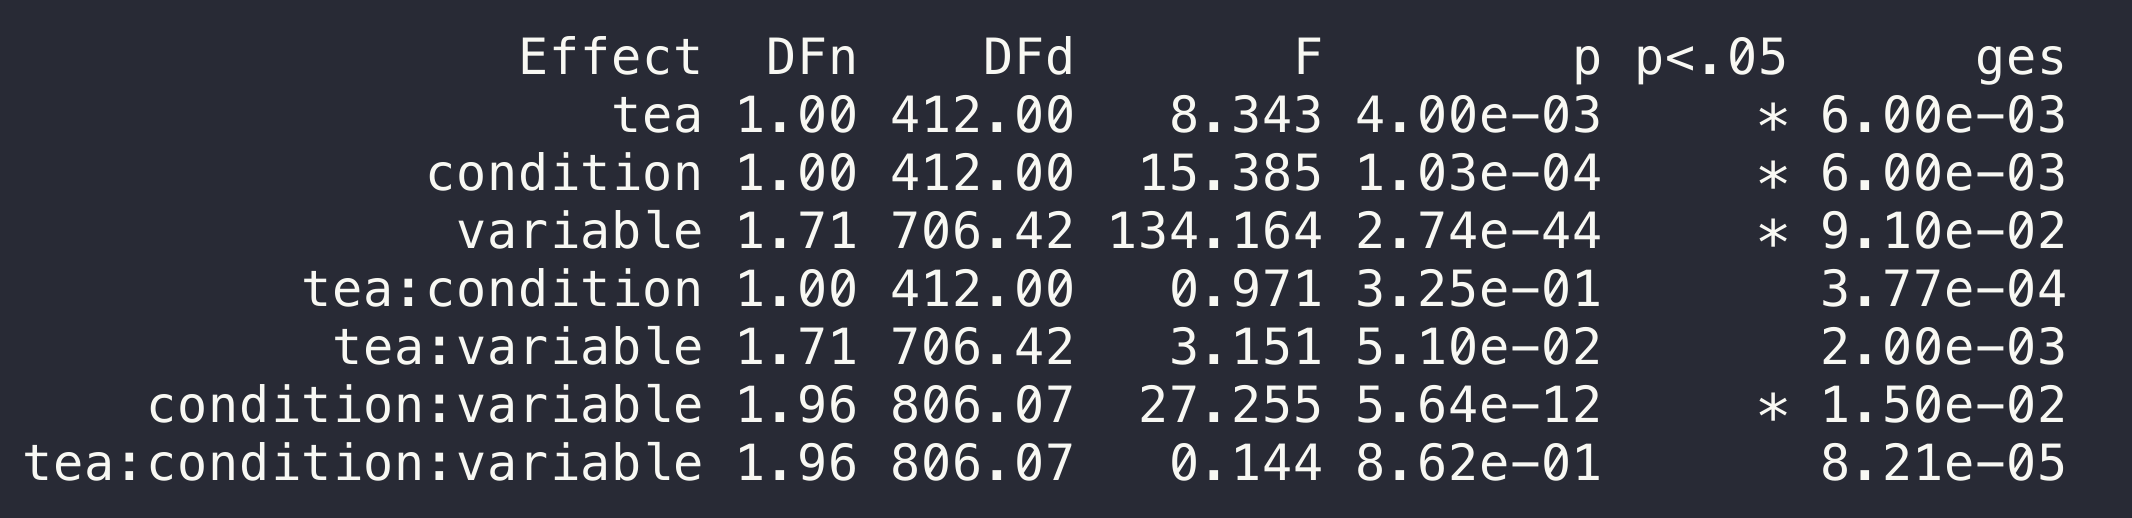 Effect DFn DFd F p p<.05 ges
tea 1.00 412.00 8.343 4.00e-03 * 6.00e-03
condition 1.00 412.00 15.385 1.03e-04 * 6.00e-03
variable 1.71 706.42 134.164 2.74e-44 * 9.10e-02
tea:condition 1.00 412.00 0.971 3.25e-01 3.77e-04
tea:variable 1.71 706.42 3.151 5.10e-02 2.00e-03
condition:variable 1.96 806.07 27.255 5.64e-12 * 1.50e-02
tea:condition:variable 1.96 806.07 0.144 8.62e-01 8.21e-05